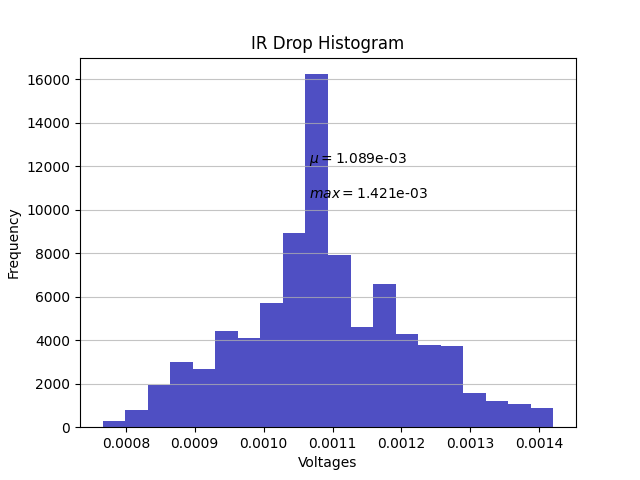 IR Drop Histogram
16000
14000
12000
10000
8000
6000
4000
2000
0
Frequency
μ = 1.089e-03
max = 1.421e-03
0.0008 0.0009 0.0010 0.0011 0.0012 0.0013 0.0014
Voltages